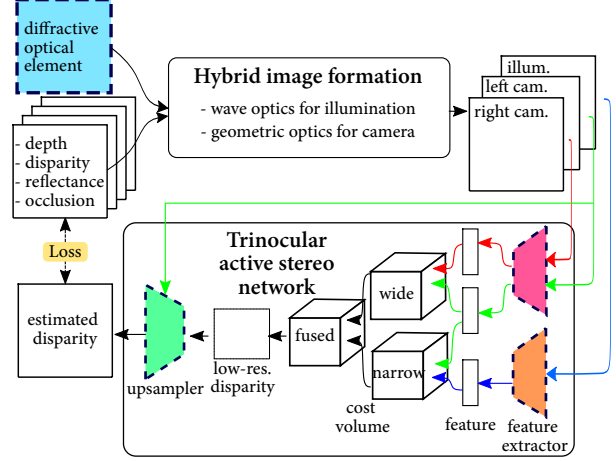 diffractive
optical
element
Hybrid image formation
- wave optics for illumination
- geometric optics for camera
illum.
left cam.
right cam.
- depth
- disparity
- reflectance
- occlusion
Loss
estimated
disparity
Trinocular
active stereo
network
upsampler
low-res.
disparity
fused
wide
narrow
cost
volume
feature
feature
extractor